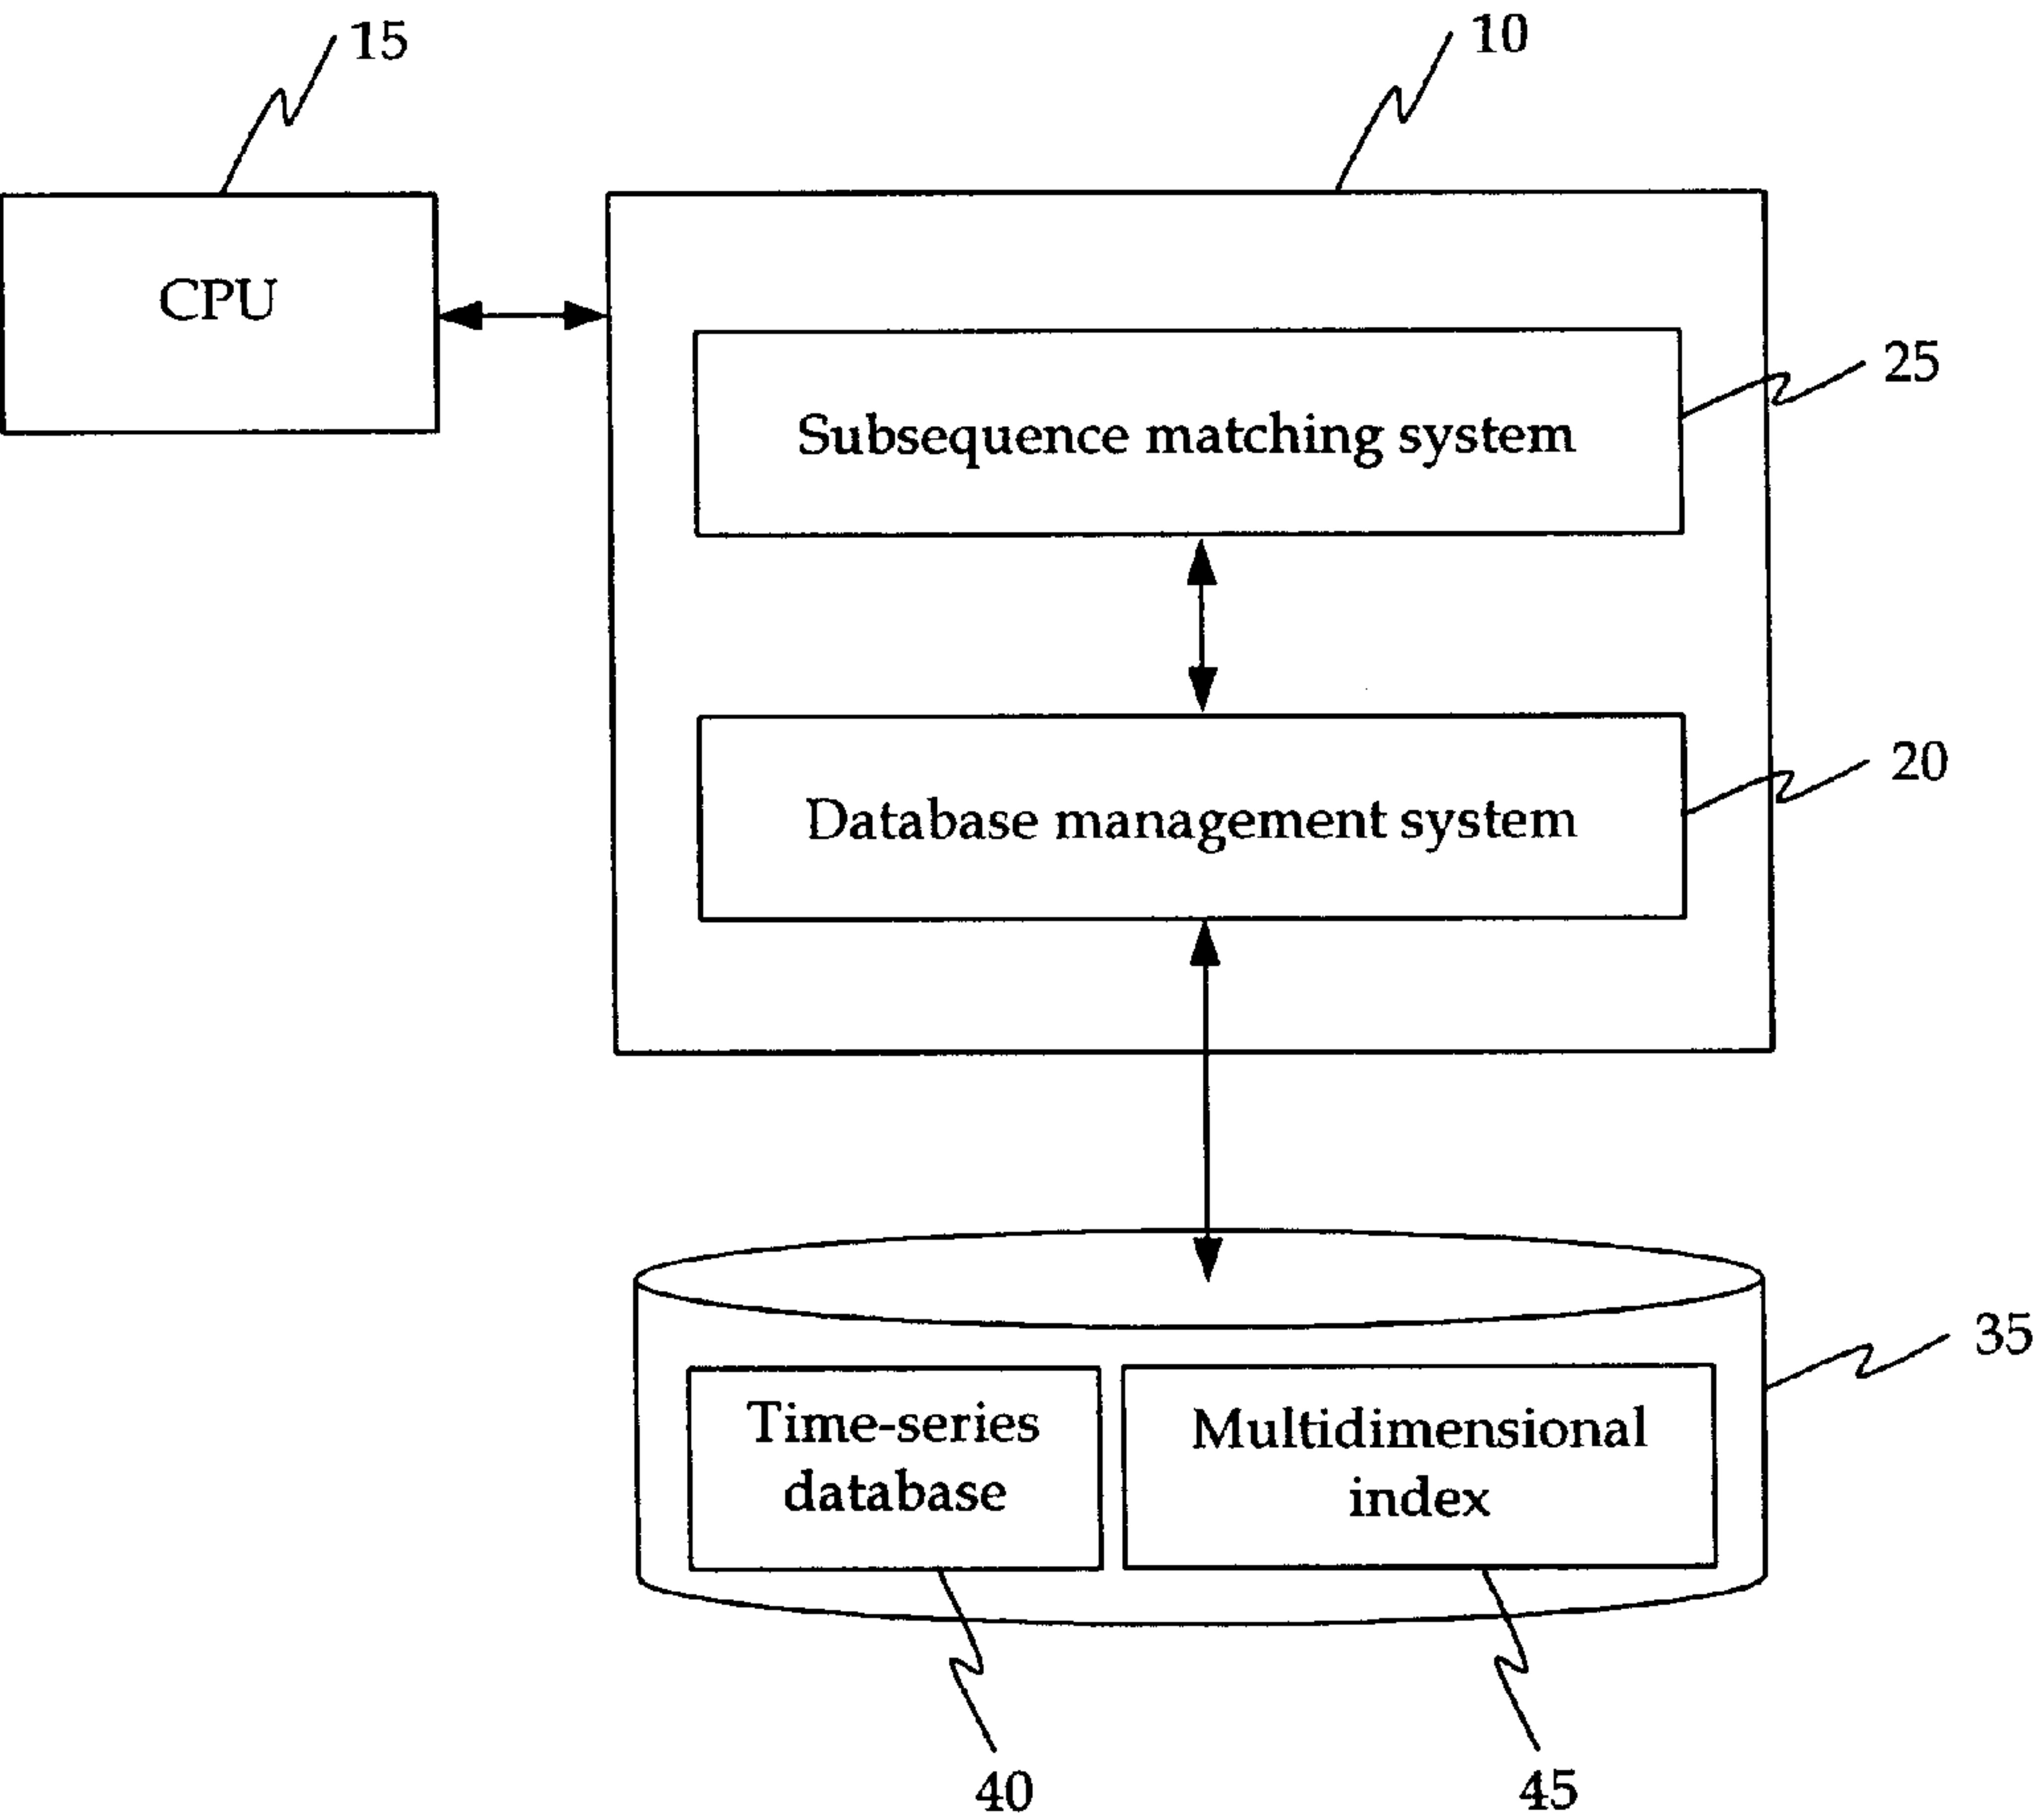 15
10
CPU
25
Subsequence matching system
20
Database management system
35
Time-series
database
Multidimensional
index
40
45